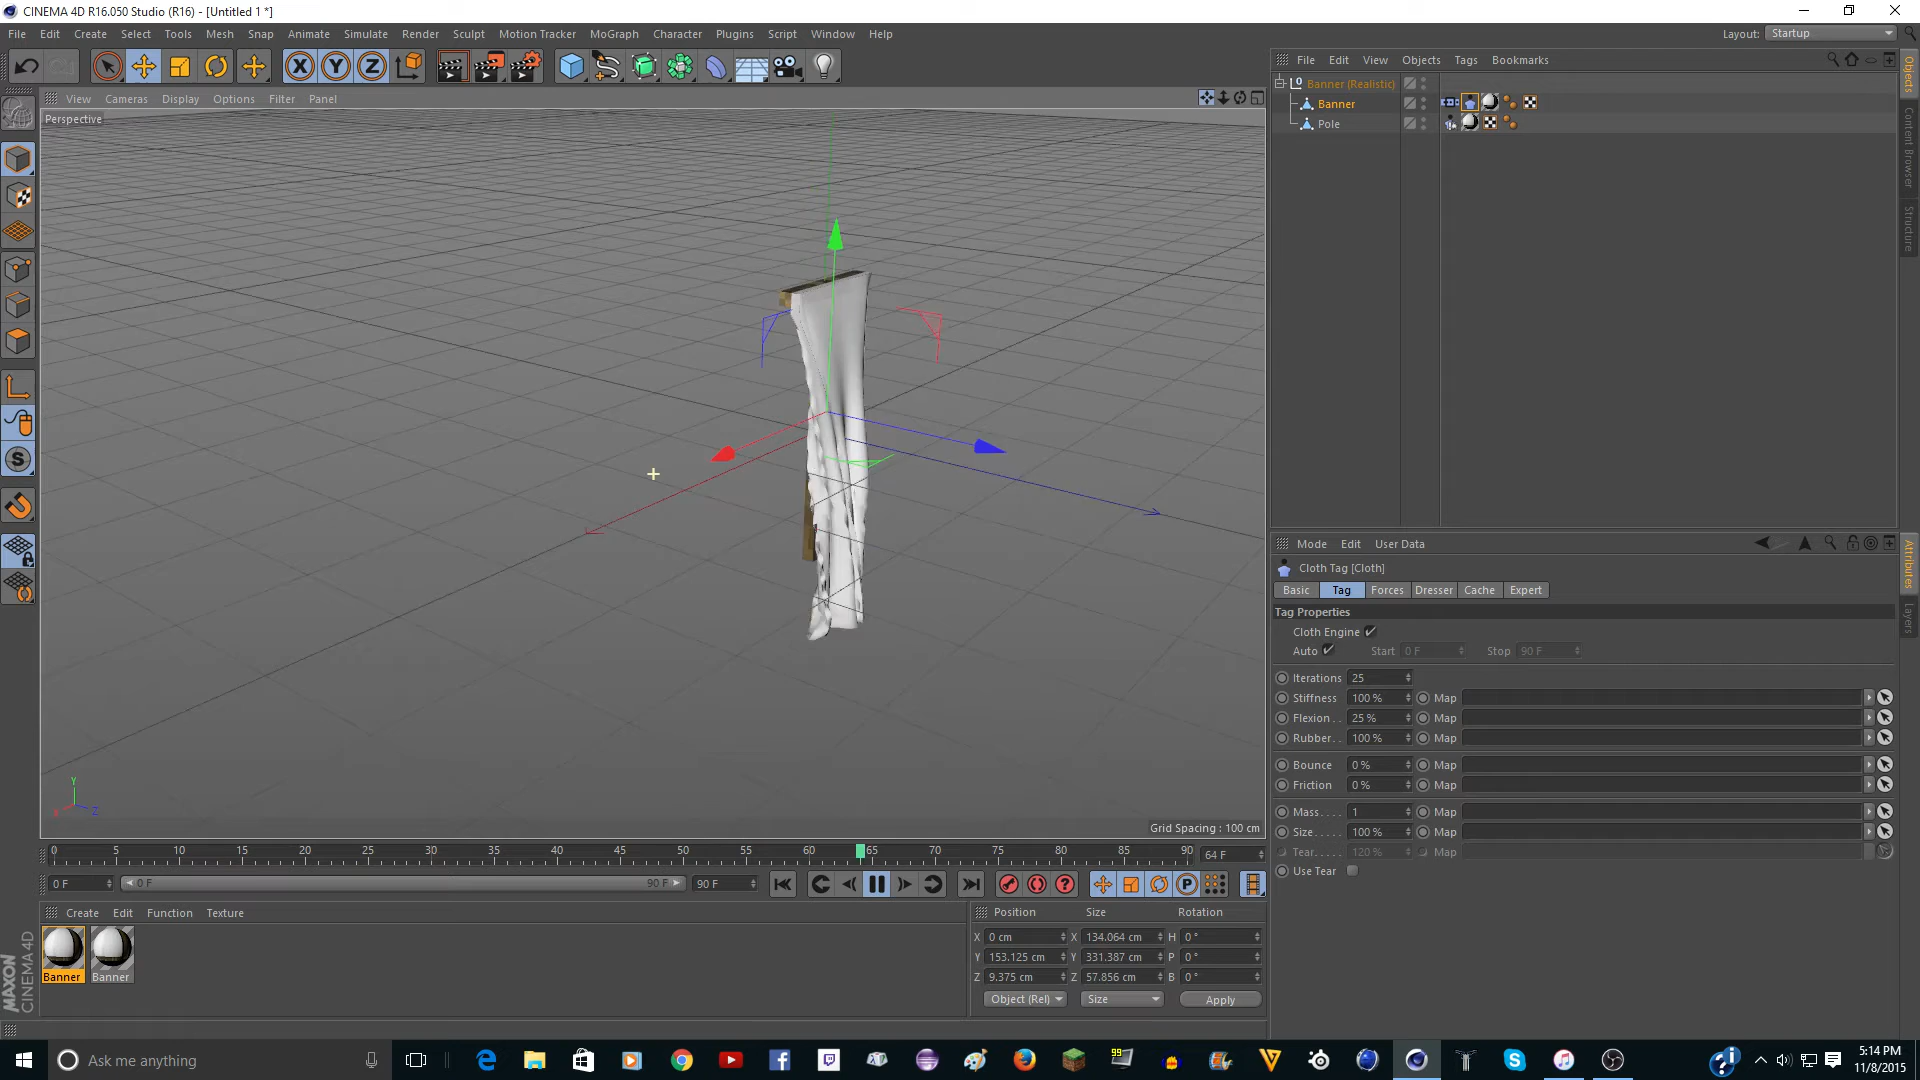 CINEMA 4D R16.050 Studio (R16) - [Untitled 1 *]
File Edit Create Select Tools Mesh Snap Animate Simulate Render Sculpt Motion Tracker MoGraph Character Plugins Script Window Help
Layout: Startup
View Cameras Display Options Filter Panel
Perspective
Grid Spacing : 100 cm
File Edit View Objects Tags Bookmarks
Banner (Realistic)
Banner
Pole
Objects
Content Browser
Structure
Mode Edit User Data
Cloth Tag [Cloth]
Basic Tag Forces Dresser Cache Expert
Tag Properties
Cloth Engine
Auto Start 0 F Stop 90 F
Iterations 25
Stiffness 100 % Map
Flexion . . 25 % Map
Rubber. . . 100 % Map
Bounce 0 % Map
Friction 0 % Map
Mass. . . . 1 Map
Size. . . . . 100 % Map
Tear. . . . . 120 % Map
Use Tear
Attributes
Layers
0 5 10 15 20 25 30 35 40 45 50 55 60 65 70 75 80 85 90 64 F
0 F 0 F 90 F 90 F
Create Edit Function Texture
Banner Banner
Position Size Rotation
X 0 cm X 134.064 cm H 0 °
Y 153.125 cm Y 331.387 cm P 0 °
Z 9.375 cm Z 57.856 cm B 0 °
Object (Rel) Size Apply
MAXON
CINEMA 4D
Y
X
Z
Ask me anything
99
5:14 PM
11/8/2015